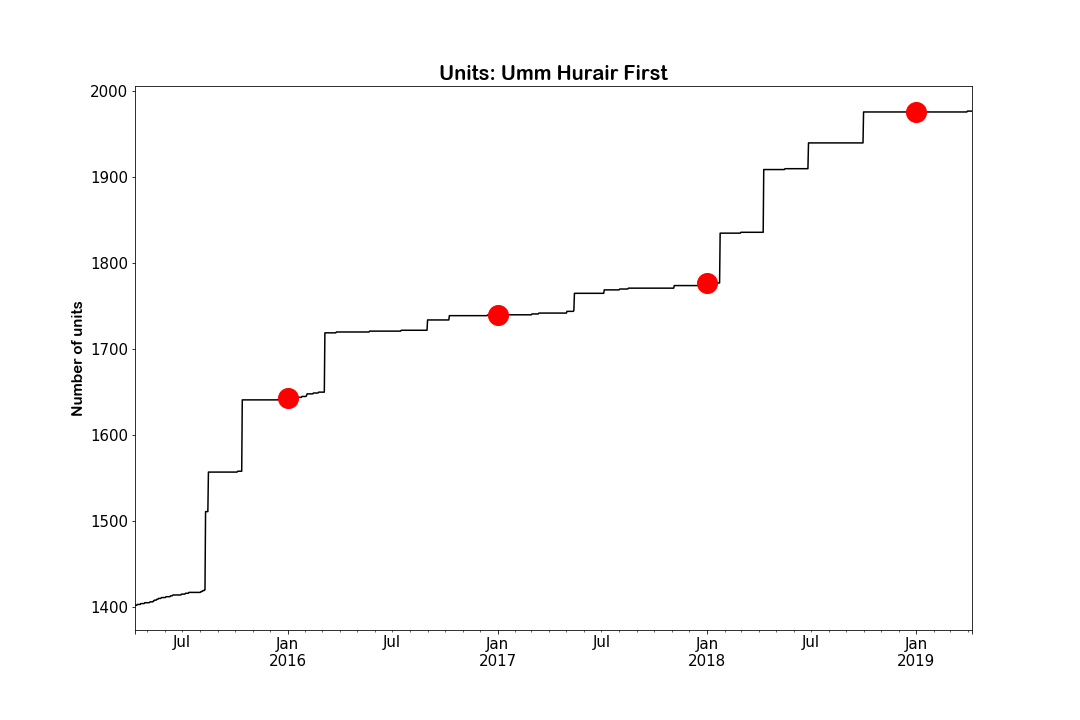 Units: Umm Hurair First
Number of units
2000
1900
1800
1700
1600
1500
1400
Jul
Jan
2016
Jul
Jan
2017
Jul
Jan
2018
Jul
Jan
2019